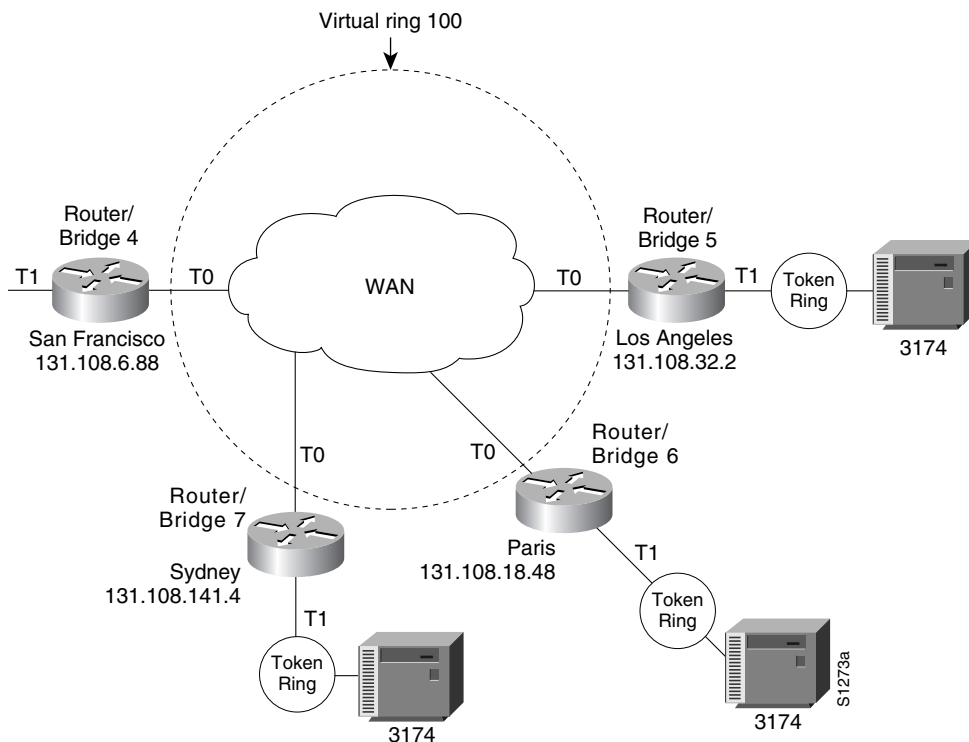 Virtual ring 100
Router/
Bridge 4
T1
T0
San Francisco
131.108.6.88
WAN
Router/
Bridge 5
T0
T1
Token
Ring
Los Angeles
131.108.32.2
3174
T0
T0
Router/
Bridge 6
Router/
Bridge 7
Paris
131.108.18.48
T1
Sydney
131.108.141.4
T1
Token
Ring
Token
Ring
3174
3174
S1273a